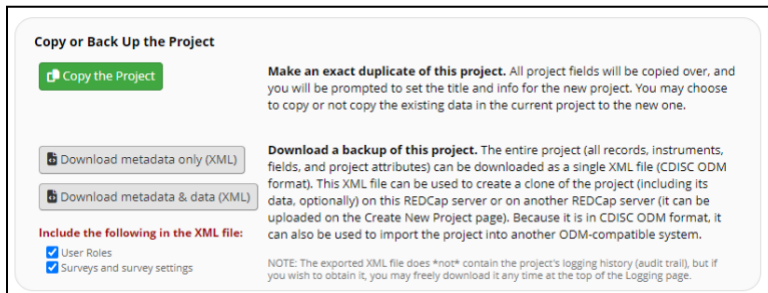 Copy or Back Up the Project
Copy the Project
Make an exact duplicate of this project. All project fields will be copied over, and
you will be prompted to set the title and info for the new project. You may choose
to copy or not copy the existing data in the current project to the new one.
Download metadata only (XML)
Download metadata & data (XML)
Include the following in the XML file:
User Roles
Surveys and survey settings
Download a backup of this project. The entire project (all records, instruments,
fields, and project attributes) can be downloaded as a single XML file (CDISC ODM
format). This XML file can be used to create a clone of the project (including its
data, optionally) on this REDCap server or on another REDCap server (it can be
uploaded on the Create New Project page). Because it is in CDISC ODM format, it
can also be used to import the project into another ODM-compatible system.
NOTE: The exported XML file does *not* contain the project's logging history (audit trail), but if
you wish to obtain it, you may freely download it any time at the top of the Logging page.